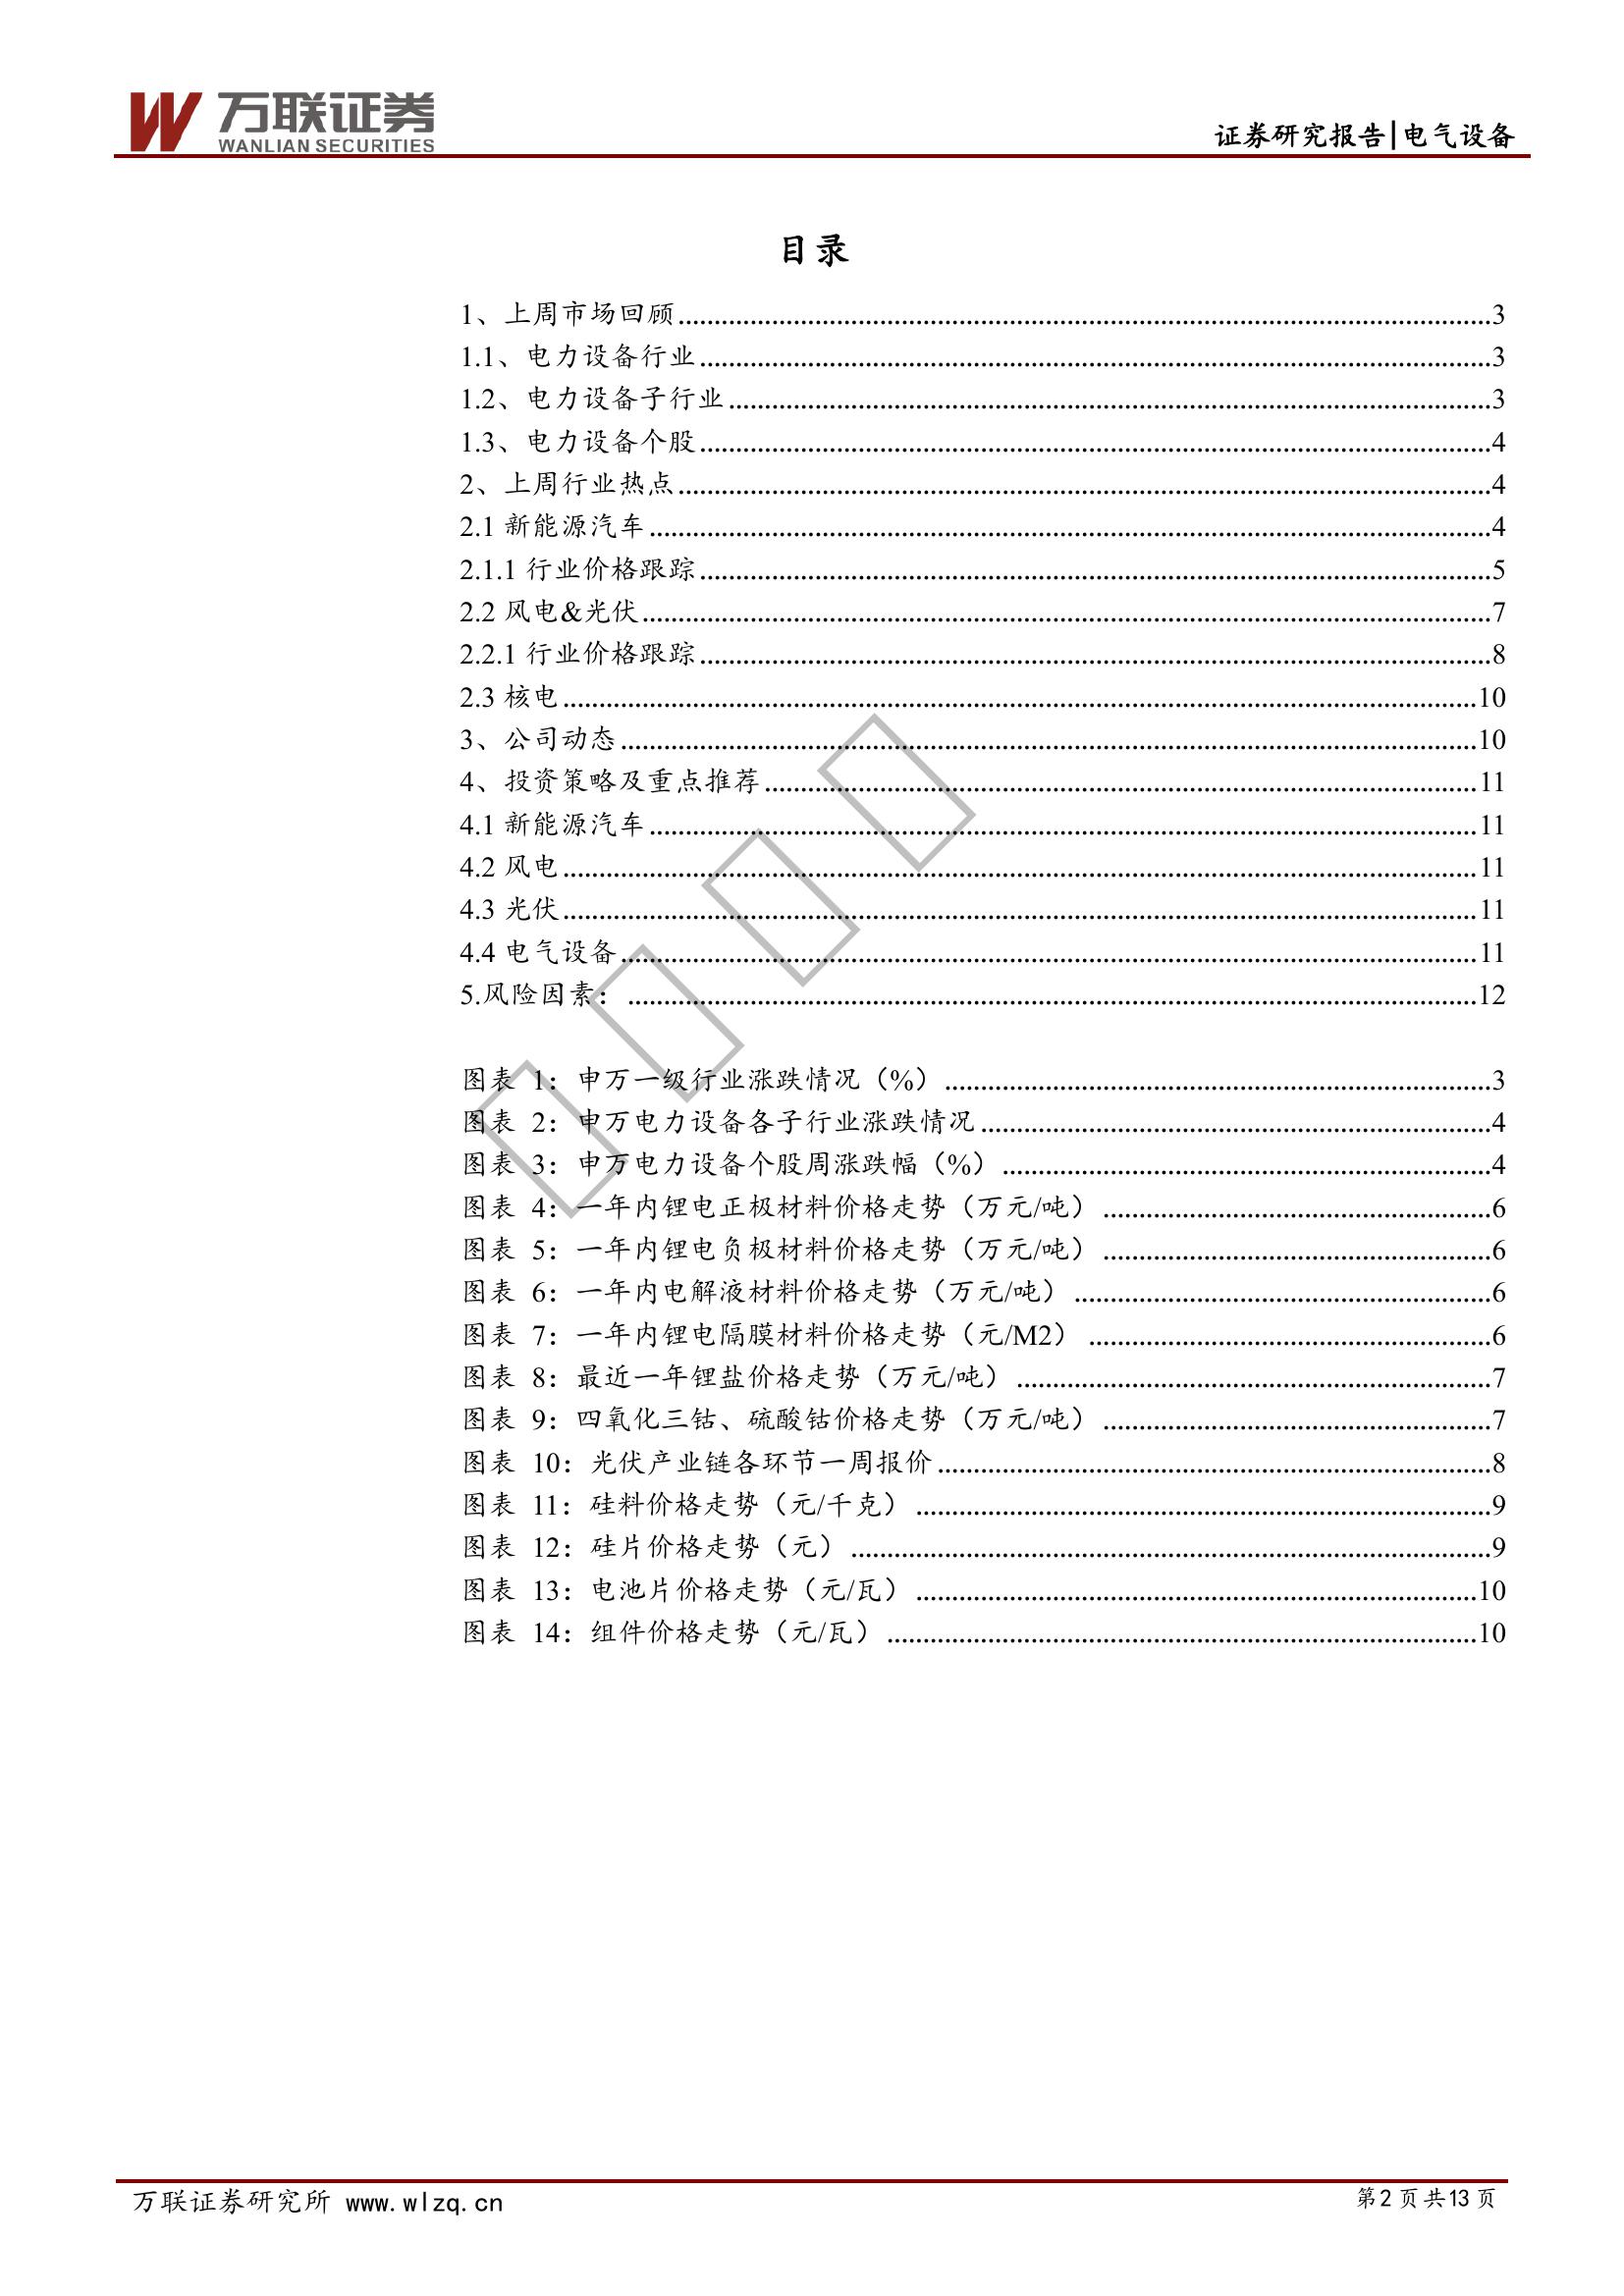 万联证券
WANLIAN SECURITIES
证券研究报告|电气设备
目录
1、上周市场回顾........3
1.1、电力设备行业........3
1.2、电力设备子行业........3
1.3、电力设备个股........4
2、上周行业热点........4
2.1 新能源汽车........4
2.1.1 行业价格跟踪........5
2.2 风电&光伏........7
2.2.1 行业价格跟踪........8
2.3 核电........10
3、公司动态........10
4、投资策略及重点推荐........11
4.1 新能源汽车........11
4.2 风电........11
4.3 光伏........11
4.4 电气设备........11
5.风险因素：........12
图表 1：申万一级行业涨跌情况（%）........3
图表 2：申万电力设备各子行业涨跌情况........4
图表 3：申万电力设备个股周涨跌幅（%）........4
图表 4：一年内锂电正极材料价格走势（万元/吨）........6
图表 5：一年内锂电负极材料价格走势（万元/吨）........6
图表 6：一年内电解液材料价格走势（万元/吨）........6
图表 7：一年内锂电隔膜材料价格走势（元/M2）........6
图表 8：最近一年锂盐价格走势（万元/吨）........7
图表 9：四氧化三钴、硫酸钴价格走势（万元/吨）........7
图表 10：光伏产业链各环节一周报价........8
图表 11：硅料价格走势（元/千克）........9
图表 12：硅片价格走势（元）........9
图表 13：电池片价格走势（元/瓦）........10
图表 14：组件价格走势（元/瓦）........10
万联证券研究所 www.wlzq.cn
第2页共13页